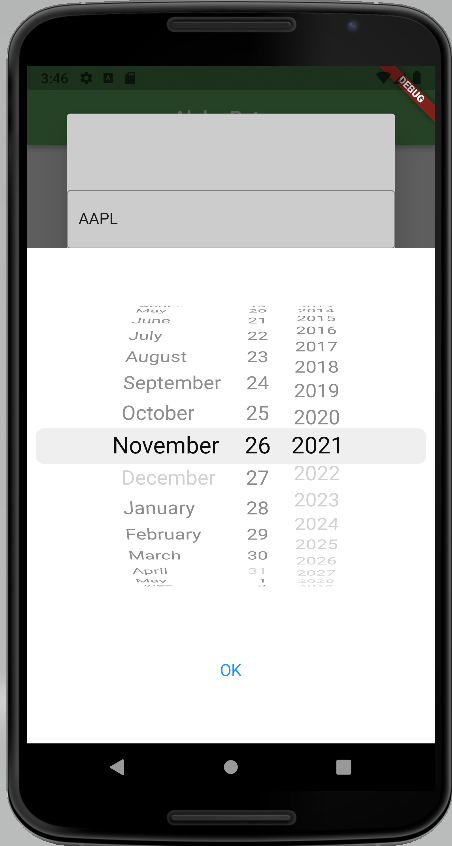 3:46
DEBUG
AAPL
May 20 2014
June 21 2015
July 22 2016
August 23 2017
September 24 2018
October 25 2019
2020
November 26 2021
December 27 2022
January 28 2023
February 29 2024
March 30 2025
April 31 2026
May 1 2027
2028
OK